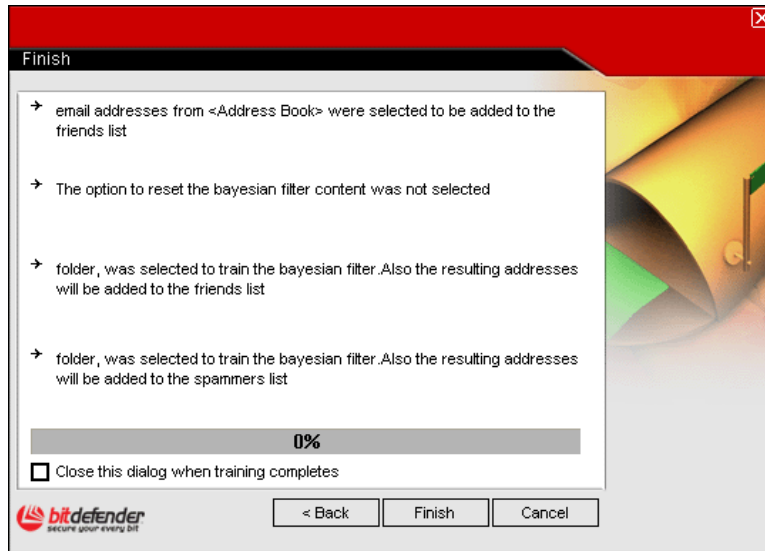 Finish
email addresses from <Address Book> were selected to be added to the
friends list
The option to reset the bayesian filter content was not selected
folder, was selected to train the bayesian filter.Also the resulting addresses
will be added to the friends list
folder, was selected to train the bayesian filter.Also the resulting addresses
will be added to the spammers list
0%
Close this dialog when training completes
bitdefender
secure your every bit
< Back
Finish
Cancel